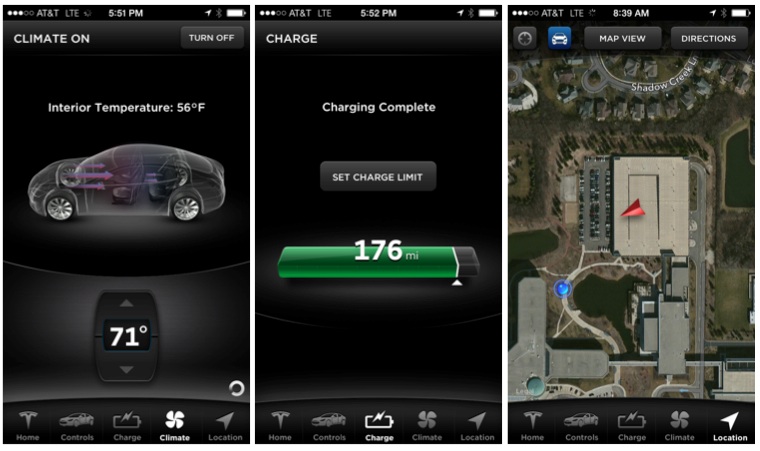 AT&T LTE 5:51 PM
CLIMATE ON TURN OFF
Interior Temperature: 56°F
71°
Home Controls Charge Climate Location
AT&T LTE 5:52 PM
CHARGE
Charging Complete
SET CHARGE LIMIT
176 mi
Home Controls Charge Climate Location
AT&T LTE 8:39 AM
MAP VIEW DIRECTIONS
Shadow Creek Ln
Legal
Home Controls Charge Climate Location